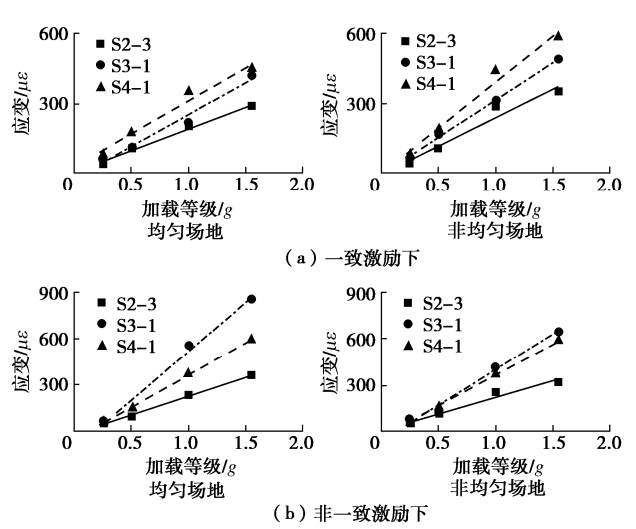 600
300
0
应变/με
S2-3
S3-1
S4-1
0.5
1.0
1.5
2.0
加载等级/g
均匀场地
600
300
0
应变/με
S2-3
S3-1
S4-1
0.5
1.0
1.5
2.0
加载等级/g
非均匀场地
(a)一致激励下
900
600
300
0
应变/με
S2-3
S3-1
S4-1
0.5
1.0
1.5
2.0
加载等级/g
均匀场地
900
600
300
0
应变/με
S2-3
S3-1
S4-1
0.5
1.0
1.5
2.0
加载等级/g
非均匀场地
(b)非一致激励下